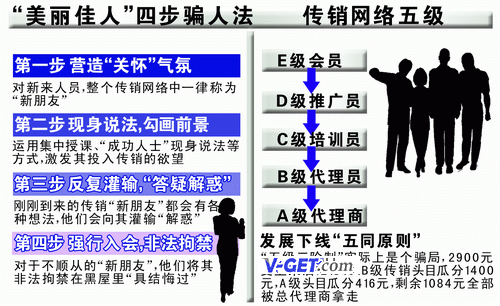 “美丽佳人”四步骗人法
第一步 营造“关怀”气氛
对新来人员,整个传销网络中一律称为
“新朋友”
第二步 现身说法,勾画前景
运用集中授课、“成功人士”现身说法等
方式,激发其投入传销的欲望
第三步 反复灌输,“答疑解惑”
刚刚到来的传销“新朋友”都会有各
种想法,他们会向其灌输“解惑”
第四步 强行入会,非法拘禁
对于不顺从的“新朋友”,他们将其
非法拘禁在黑屋里“具结悔过”
传销网络五级
E级会员
D级推广员
C级培训员
B级代理员
A级代理商
发展下线“五同原则”
“五级三阶制”实际上是个骗局,2900元
B级传销头目瓜分1400
元,A级头目瓜分416元,剩余1084元全部
被总代理商拿走
V-GET.com